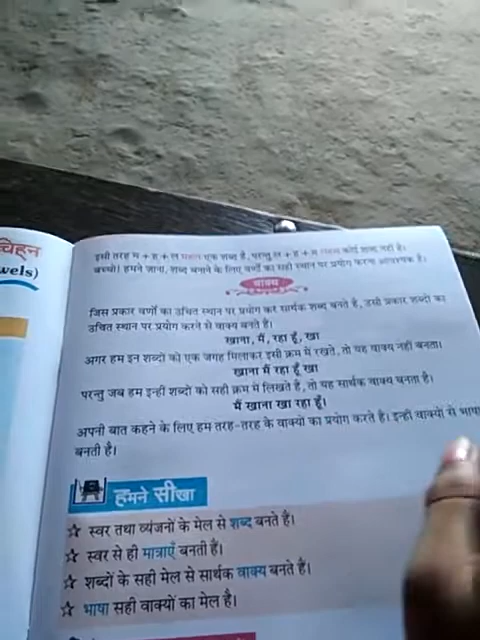 चिह्न
wels)
इसी तरह म + ह + ल महल एक शब्द है, परन्तु ल + ह + म लहम कोई शब्द नहीं है।
बच्चो! हमने जाना, शब्द बनाने के लिए वर्णों का सही स्थान पर प्रयोग करना आवश्यक है।
वाक्य
जिस प्रकार वर्णों का उचित स्थान पर प्रयोग कर सार्थक शब्द बनते हैं, उसी प्रकार शब्दों का
उचित स्थान पर प्रयोग करने से वाक्य बनते हैं।
खाना, मैं, रहा हूँ, खा
अगर हम इन शब्दों को एक जगह मिलाकर इसी क्रम में रखते, तो यह वाक्य नहीं बनता।
खाना मैं रहा हूँ खा
परन्तु जब हम इन्हीं शब्दों को सही क्रम में लिखते हैं, तो यह सार्थक वाक्य बनता है।
मैं खाना खा रहा हूँ।
अपनी बात कहने के लिए हम तरह-तरह के वाक्यों का प्रयोग करते हैं। इन्हीं वाक्यों से भाषा
बनती है।
हमने सीखा
स्वर तथा व्यंजनों के मेल से शब्द बनते हैं।
स्वर से ही मात्राएँ बनती हैं।
शब्दों के सही मेल से सार्थक वाक्य बनते हैं।
भाषा सही वाक्यों का मेल है।